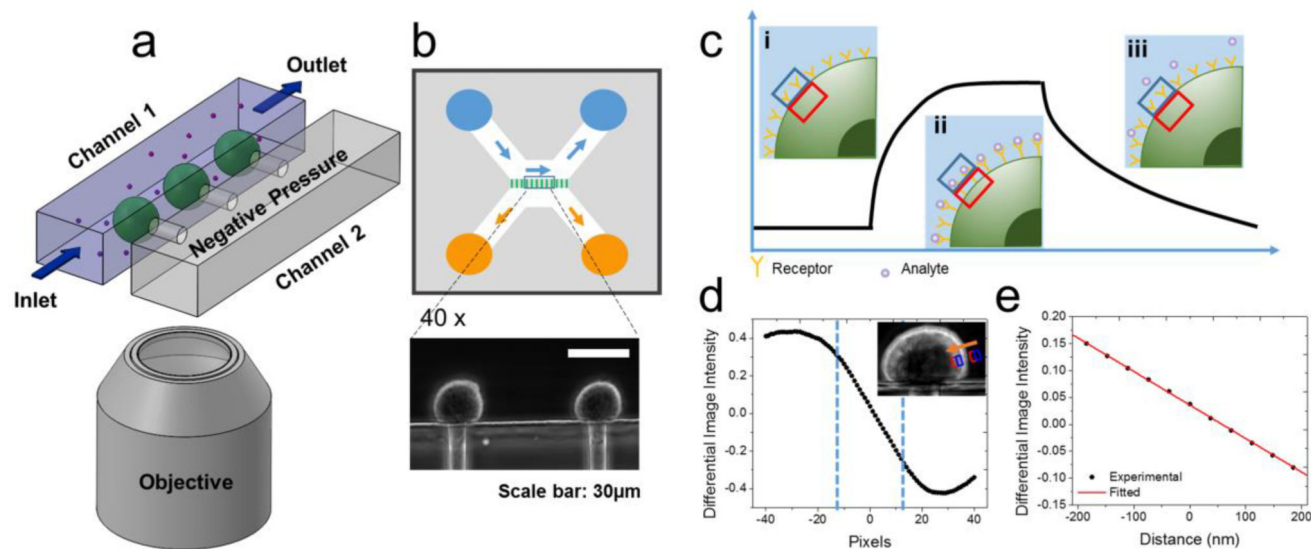 a
Outlet
Channel 1
Negative Pressure
Channel 2
Inlet
Objective
b
40 x
Scale bar: 30μm
c
i
ii
iii
Receptor
Analyte
d
Differential Image Intensity
0.4
0.2
0.0
-0.2
-0.4
-40
-20
0
20
40
Pixels
e
Differential Image Intensity
0.20
0.15
0.10
0.05
0.00
-0.05
-0.10
-0.15
Experimental
Fitted
-200
-100
0
100
200
Distance (nm)